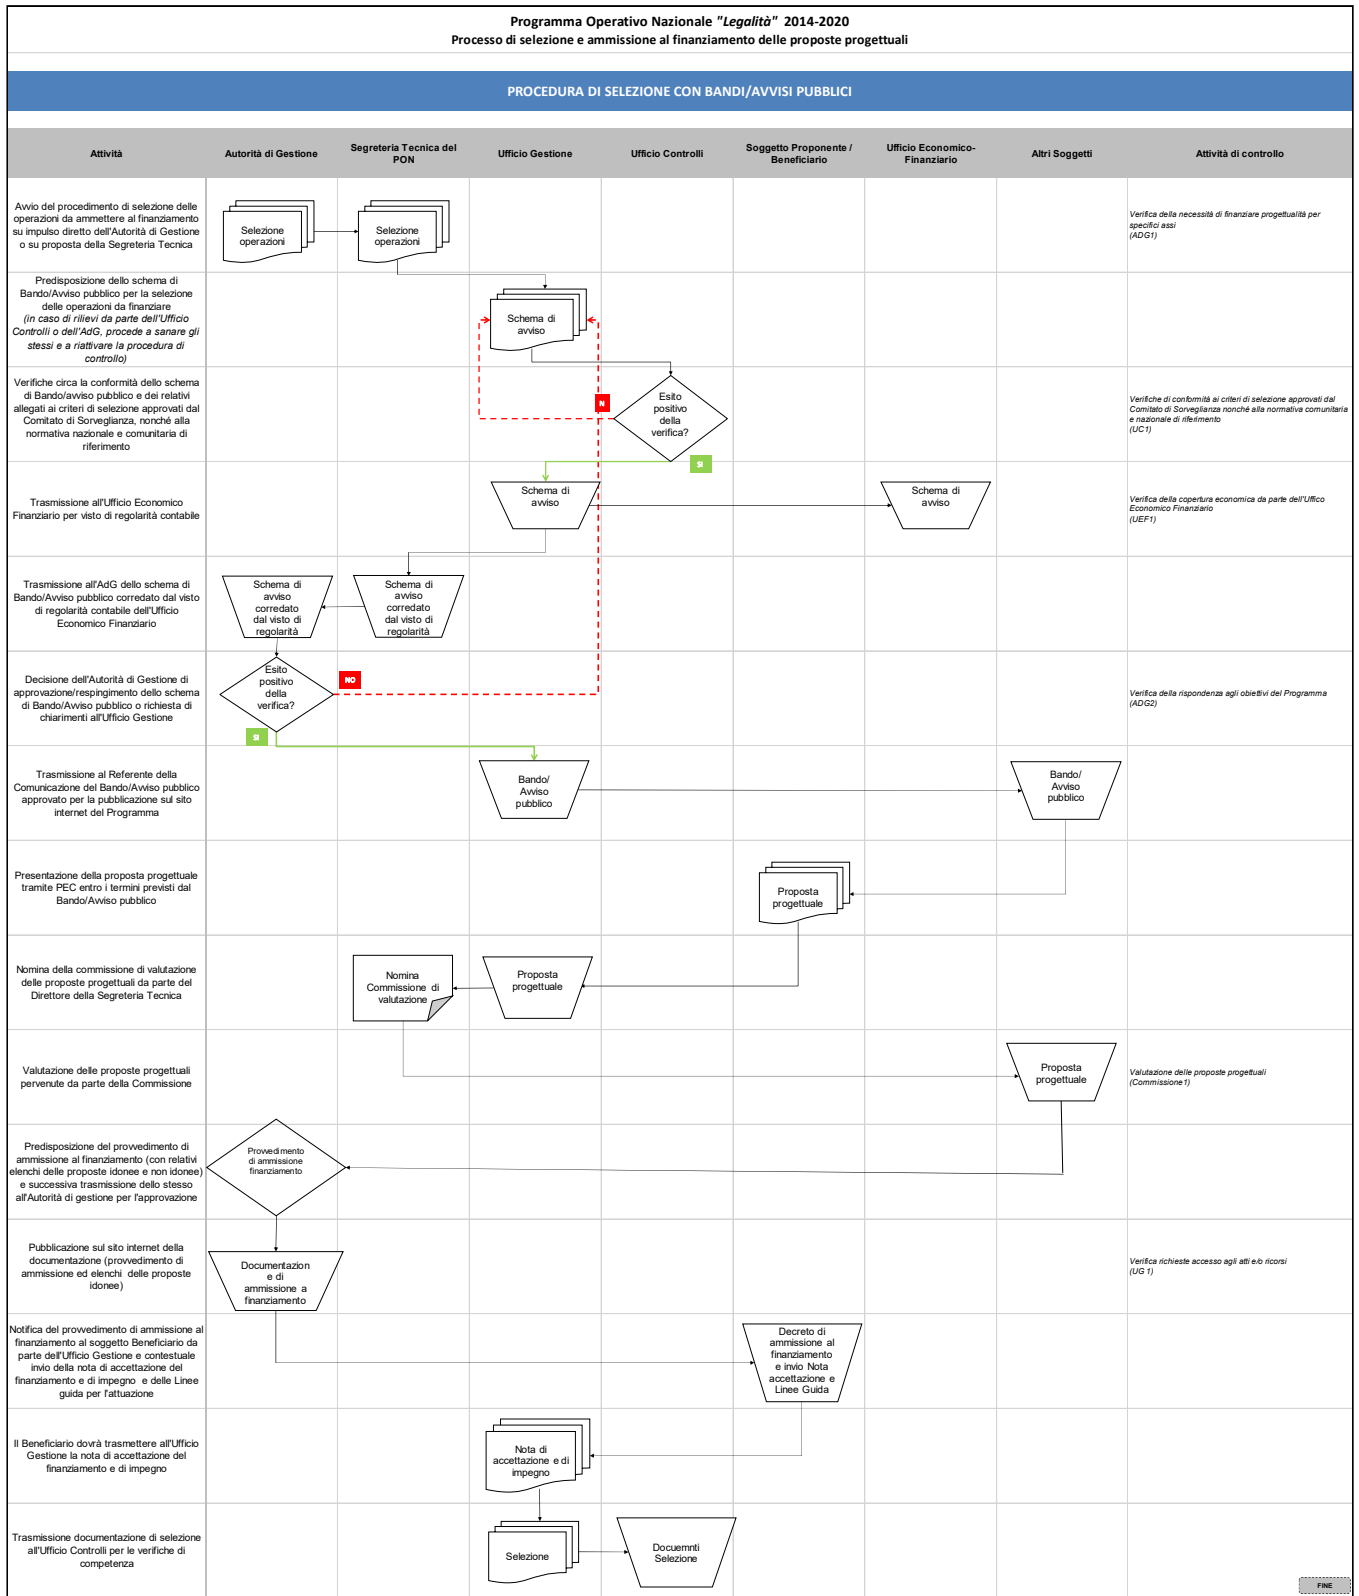 Programma Operativo Nazionale "Legalità" 2014-2020
Processo di selezione e ammissione al finanziamento delle proposte progettuali
PROCEDURA DI SELEZIONE CON BANDI/AVVISI PUBBLICI
Attività
Autorità di Gestione
Segreteria Tecnica del
PON
Ufficio Gestione
Ufficio Controlli
Soggetto Proponente /
Beneficiario
Ufficio Economico-
Finanziario
Altri Soggetti
Attività di controllo
Avvio del procedimento di selezione delle
operazioni da ammettere al finanziamento
su impulso diretto dell'Autorità di Gestione
o su proposta della Segreteria Tecnica
Selezione
operazioni
Selezione
operazioni
Verifica della necessità di finanziare progettualità per
specifici assi
(ADG1)
Predisposizione dello schema di
Bando/Avviso pubblico per la selezione
delle operazioni da finanziare
(in caso di rilievi da parte dell'Ufficio
Controlli o dell'AdG, procede a sanare gli
stessi e a riattivare la procedura di
controllo)
Schema di
avviso
Verifiche circa la conformità dello schema
di Bando/avviso pubblico e dei relativi
allegati ai criteri di selezione approvati dal
Comitato di Sorveglianza, nonché alla
normativa nazionale e comunitaria di
riferimento
N
Esito
positivo
della
verifica?
SI
Verifiche di conformità ai criteri di selezione approvati dal
Comitato di Sorveglianza nonché alla normativa comunitaria
e nazionale di riferimento
(UC1)
Trasmissione all'Ufficio Economico
Finanziario per visto di regolarità contabile
Schema di
avviso
Schema di
avviso
Verifica della copertura economica da parte dell'Uffico
Economico Finanziario
(UEF1)
Trasmissione all'AdG dello schema di
Bando/Avviso pubblico corredato dal visto
di regolarità contabile dell'Ufficio
Economico Finanziario
Schema di
avviso
corredato
dal visto di
regolarità
Schema di
avviso
corredato
dal visto di
regolarità
Decisione dell'Autorità di Gestione di
approvazione/respingimento dello schema
di Bando/Avviso pubblico o richiesta di
chiarimenti all'Ufficio Gestione
Esito
positivo
della
verifica?
NO
SI
Verifica della rispondenza agli obiettivi del Programma
(ADG2)
Trasmissione al Referente della
Comunicazione del Bando/Avviso pubblico
approvato per la pubblicazione sul sito
internet del Programma
Bando/
Avviso
pubblico
Bando/
Avviso
pubblico
Presentazione della proposta progettuale
tramite PEC entro i termini previsti dal
Bando/Avviso pubblico
Proposta
progettuale
Nomina della commissione di valutazione
delle proposte progettuali da parte del
Direttore della Segreteria Tecnica
Nomina
Commissione di
valutazione
Proposta
progettuale
Valutazione delle proposte progettuali
pervenute da parte della Commissione
Proposta
progettuale
Valutazione delle proposte progettuali
(Commissione1)
Predisposizione del provvedimento di
ammissione al finanziamento (con relativi
elenchi delle proposte idonee e non idonee)
e successiva trasmissione dello stesso
all'Autorità di gestione per l'approvazione
Provvedimento
di ammissione
finanziamento
Pubblicazione sul sito internet della
documentazione (provvedimento di
ammissione ed elenchi delle proposte
idonee)
Documentazion
e di
ammissione a
finanziamento
Verifica richieste accesso agli atti e/o ricorsi
(UG 1)
Notifica del provvedimento di ammissione al
finanziamento al soggetto Beneficiario da
parte dell'Ufficio Gestione e contestuale
invio della nota di accettazione del
finanziamento e di impegno e delle Linee
guida per l'attuazione
Decreto di
ammissione al
finanziamento
e invio Nota
accettazione e
Linee Guida
Il Beneficiario dovrà trasmettere all'Ufficio
Gestione la nota di accettazione del
finanziamento e di impegno
Nota di
accettazione e di
impegno
Trasmissione documentazione di selezione
all'Ufficio Controlli per le verifiche di
competenza
Selezione
Docuemnti
Selezione
FINE